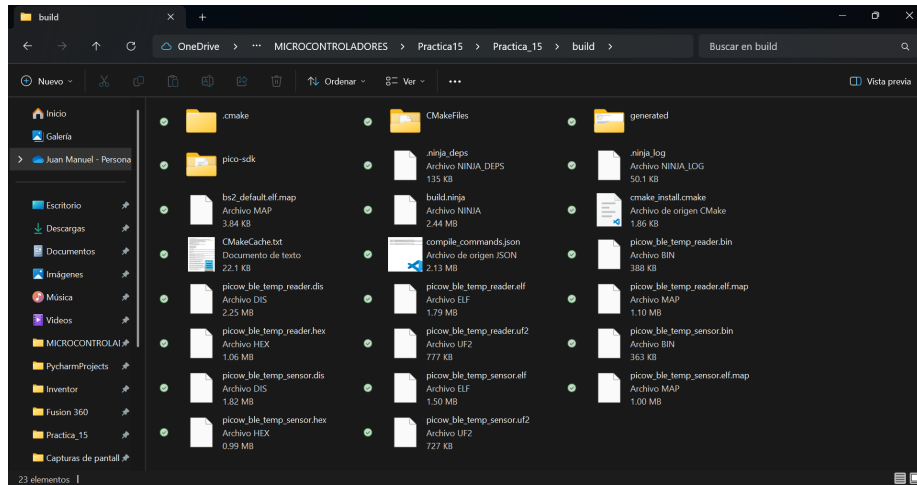 build
OneDrive > ... MICROCONTROLADORES > Practica15 > Practica_15 > build >
Buscar en build
Nuevo
Ordenar
Ver
...
Vista previa
Inicio
Galería
Juan Manuel - Persona
Escritorio
Descargas
Documentos
Imágenes
Música
Videos
MICROCONTROLAI
PycharmProjects
Inventor
Fusion 360
Practica_15
Capturas de pantall
.cmake
CMakeFiles
generated
pico-sdk
.ninja_deps
Archivo NINJA_DEPS
135 KB
.ninja_log
Archivo NINJA_LOG
50.1 KB
bs2_default.elf.map
Archivo MAP
3.84 KB
build.ninja
Archivo NINJA
2.44 MB
cmake_install.cmake
Archivo de origen CMake
1.86 KB
CMakeCache.txt
Documento de texto
22.1 KB
compile_commands.json
Archivo de origen JSON
2.13 MB
picow_ble_temp_reader.bin
Archivo BIN
388 KB
picow_ble_temp_reader.dis
Archivo DIS
2.25 MB
picow_ble_temp_reader.elf
Archivo ELF
1.79 MB
picow_ble_temp_reader.elf.map
Archivo MAP
1.10 MB
picow_ble_temp_reader.hex
Archivo HEX
1.06 MB
picow_ble_temp_reader.uf2
Archivo UF2
777 KB
picow_ble_temp_sensor.bin
Archivo BIN
363 KB
picow_ble_temp_sensor.dis
Archivo DIS
1.82 MB
picow_ble_temp_sensor.elf
Archivo ELF
1.50 MB
picow_ble_temp_sensor.elf.map
Archivo MAP
1.00 MB
picow_ble_temp_sensor.hex
Archivo HEX
0.99 MB
picow_ble_temp_sensor.uf2
Archivo UF2
727 KB
23 elementos